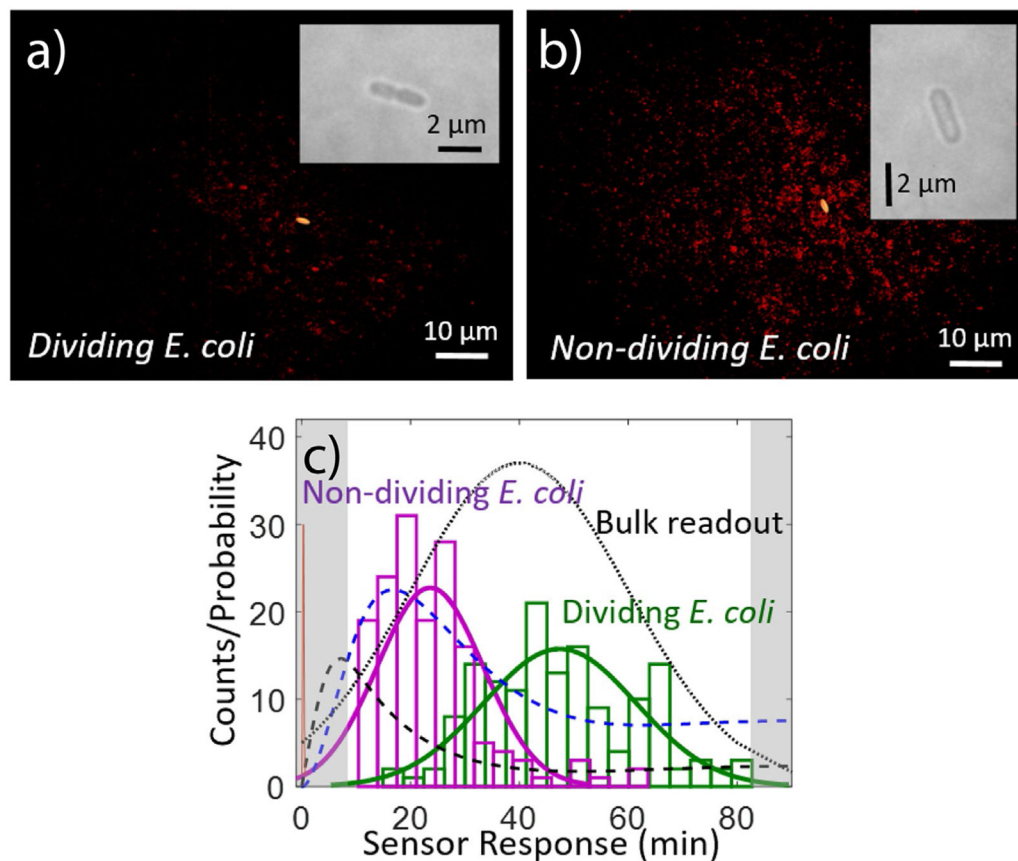 a)
2 μm
Dividing E. coli
10 μm
b)
2 μm
Non-dividing E. coli
10 μm
c)
Non-dividing E. coli
Bulk readout
Dividing E. coli
Counts/Probability
40
30
20
10
0
0 20 40 60 80
Sensor Response (min)